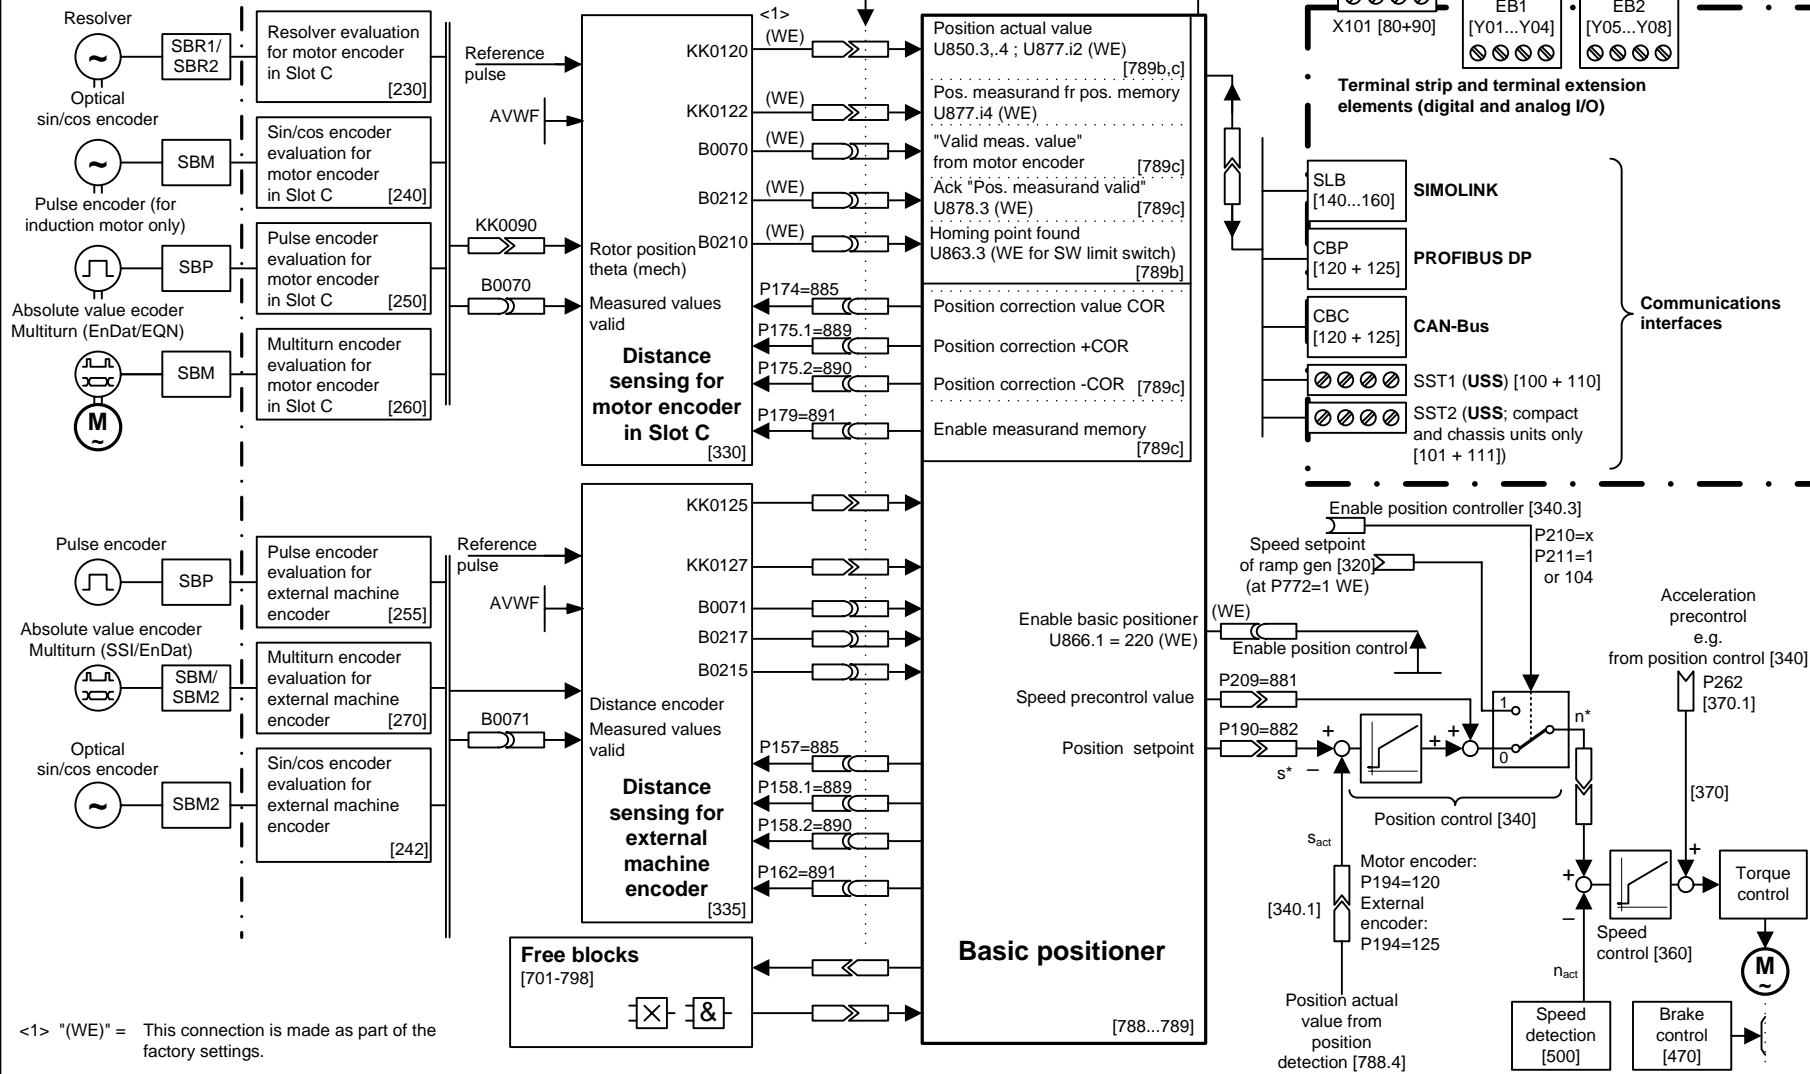 Resolver
SBR1/
SBR2
Optical
sin/cos encoder
SBM
Pulse encoder (for
induction motor only)
SBP
Absolute value ecoder
Multiturn (EnDat/EQN)
SBM
M
~
Resolver evaluation
for motor encoder
in Slot C
[230]
Sin/cos encoder
evaluation for
motor encoder
in Slot C [240]
Pulse encoder
evaluation for
motor encoder
in Slot C [250]
Multiturn encoder
evaluation for
motor encoder
in Slot C [260]
Reference
pulse
AVWF
KK0090
B0070
KK0120
KK0122
B0070
B0212
B0210
Rotor position
theta (mech)
Measured values
valid
Distance
sensing for
motor encoder
in Slot C
[330]
<1>
(WE)
(WE)
(WE)
(WE)
(WE)
P174=885
P175.1=889
P175.2=890
P179=891
Position actual value
U850.3,.4 ; U877.i2 (WE)
[789b,c]
Pos. measurand fr pos. memory
U877.i4 (WE)
"Valid meas. value"
from motor encoder [789c]
Ack "Pos. measurand valid"
U878.3 (WE) [789c]
Homing point found
U863.3 (WE for SW limit switch)
[789b]
Position correction value COR
Position correction +COR
Position correction -COR [789c]
Enable measurand memory
[789c]
X101 [80+90]
EB1
[Y01...Y04]
EB2
[Y05...Y08]
Terminal strip and terminal extension
elements (digital and analog I/O)
SLB
[140...160]
SIMOLINK
CBP
[120 + 125]
PROFIBUS DP
CBC
[120 + 125]
CAN-Bus
SST1 (USS) [100 + 110]
SST2 (USS; compact
and chassis units only
[101 + 111])
Communications
interfaces
Pulse encoder
SBP
Absolute value encoder
Multiturn (SSI/EnDat)
SBM/
SBM2
Optical
sin/cos encoder
SBM2
Pulse encoder
evaluation for
external machine
encoder [255]
Multiturn encoder
evaluation for
external machine
encoder [270]
Sin/cos encoder
evaluation for
external machine
encoder
[242]
Reference
pulse
AVWF
B0071
KK0125
KK0127
B0071
B0217
B0215
Distance encoder
Measured values
valid
Distance
sensing for
external
machine
encoder
[335]
P157=885
P158.1=889
P158.2=890
P162=891
Free blocks
[701-798]
&
Enable basic positioner
U866.1 = 220 (WE)
Speed precontrol value
Position setpoint
Basic positioner
[788...789]
Enable position controller [340.3]
Speed setpoint
of ramp gen [320]
(at P772=1 WE)
P210=x
P211=1
or 104
(WE)
Enable position control
P209=881
P190=882
s*
+
–
+
+
1
0
n*
Position control [340]
Acceleration
precontrol
e.g.
from position control [340]
P262
[370.1]
[370]
s act
[340.1]
Motor encoder:
P194=120
External
encoder:
P194=125
Position actual
value from
position
detection [788.4]
+
–
+
Speed
control [360]
n act
Torque
control
M
~
Speed
detection
[500]
Brake
control
[470]
<1> "(WE)" = This connection is made as part of the
factory settings.